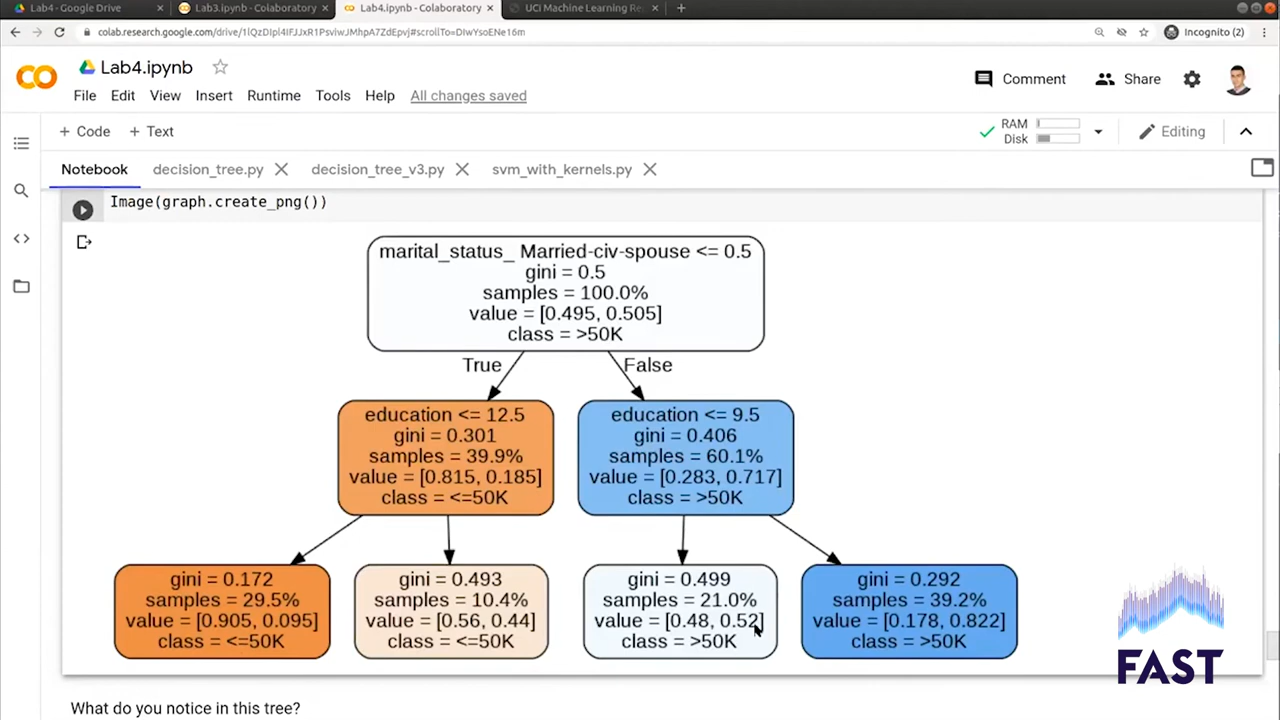 Lab4 - Google Drive
Lab3.ipynb - Colaboratory
Lab4.ipynb - Colaboratory
UCI Machine Learning Re
colab.research.google.com/drive/
Incognito (2)
Lab4.ipynb
Comment
Share
File Edit View Insert Runtime Tools Help All changes saved
+ Code + Text
RAM
Disk
Editing
Notebook
decision_tree.py
decision_tree_v3.py
svm_with_kernels.py
Image(graph.create_png())
marital_status_ Married-civ-spouse <= 0.5
gini = 0.5
samples = 100.0%
value = [0.495, 0.505]
class = >50K
True
False
education <= 12.5
gini = 0.301
samples = 39.9%
value = [0.815, 0.185]
class = <=50K
education <= 9.5
gini = 0.406
samples = 60.1%
value = [0.283, 0.717]
class = >50K
gini = 0.172
samples = 29.5%
value = [0.905, 0.095]
class = <=50K
gini = 0.493
samples = 10.4%
value = [0.56, 0.44]
class = <=50K
gini = 0.499
samples = 21.0%
value = [0.48, 0.52]
class = >50K
gini = 0.292
samples = 39.2%
value = [0.178, 0.822]
class = >50K
FAST
What do you notice in this tree?